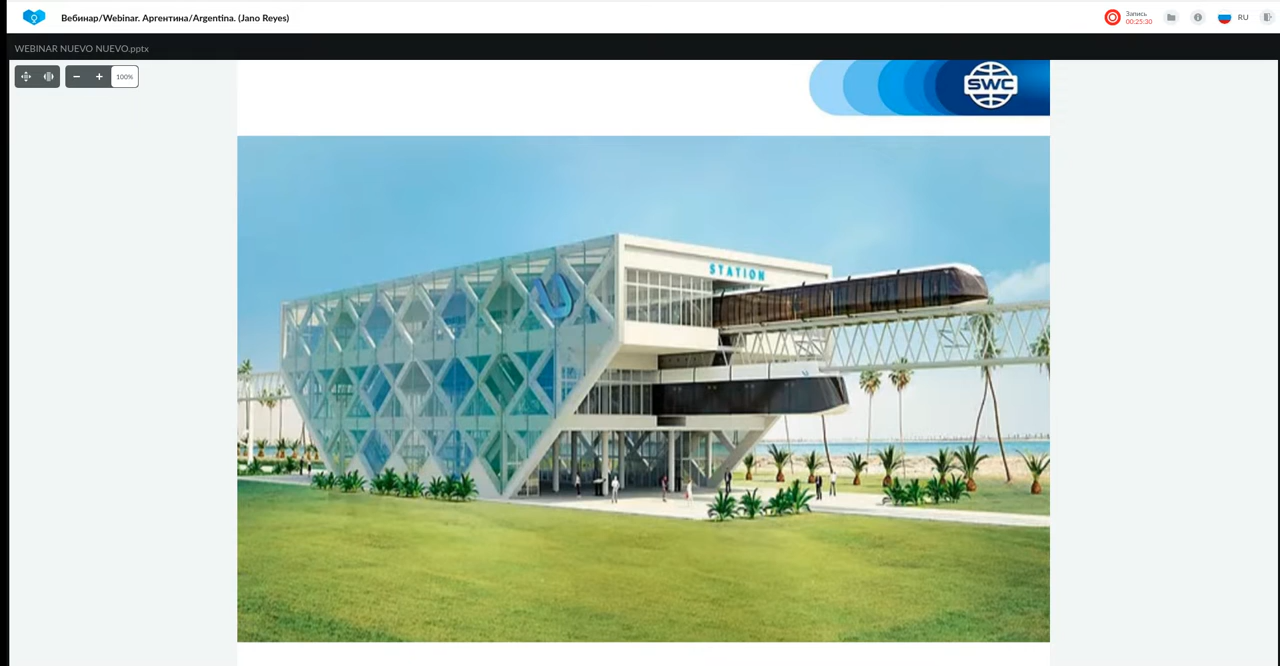 Вебинар/Webinar. Аргентина/Argentina. (Jano Reyes)
Запись
00:25:30
RU
WEBINAR NUEVO NUEVO.pptx
100%
SWC
STATION